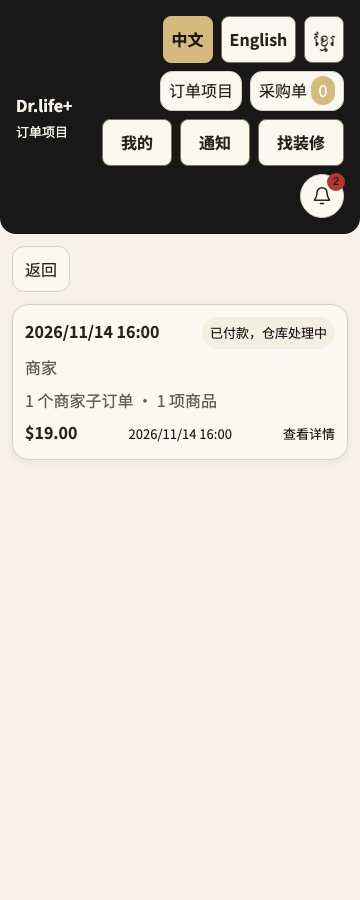 中文 English ខ្មែរ
订单项目 采购单 0
Dr.life+
订单项目
我的 通知 找装修
2
返回
2026/11/14 16:00 已付款，仓库处理中
商家
1 个商家子订单 · 1 项商品
$19.00 2026/11/14 16:00 查看详情